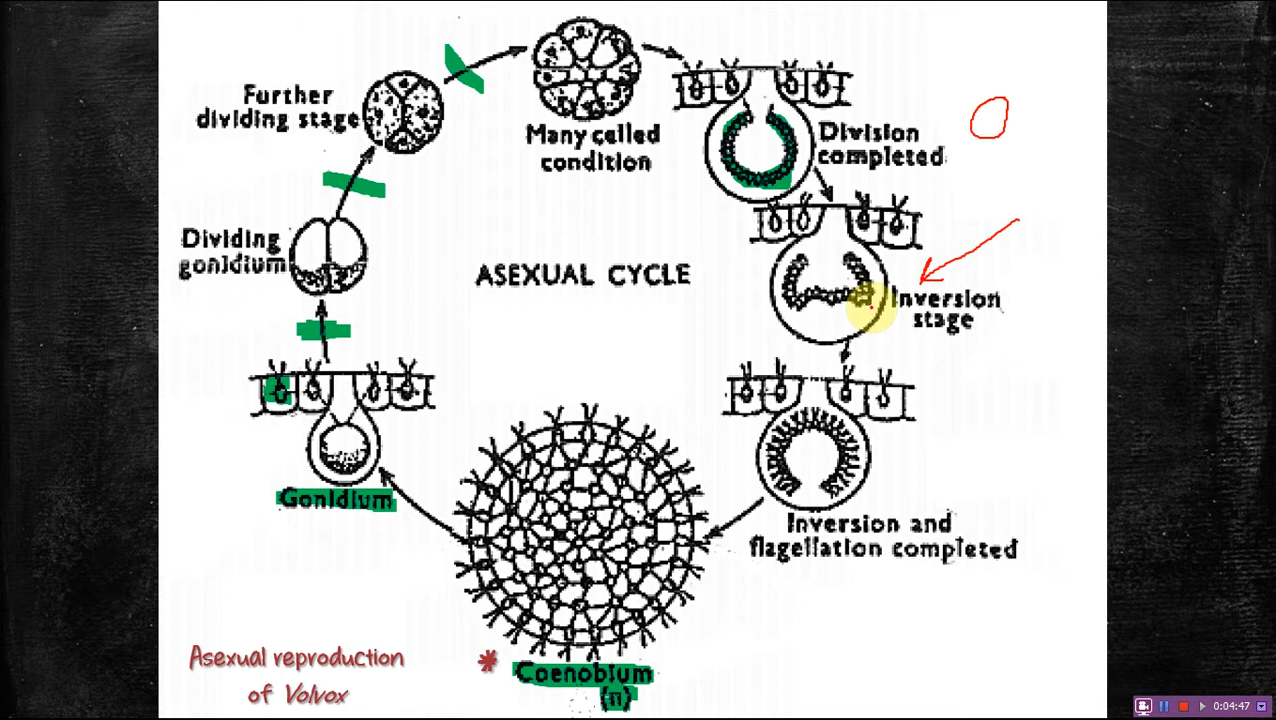 Further
dividing stage
Many celled
condition
Division
completed
Dividing
gonidium
ASEXUAL CYCLE
Inversion
stage
Gonidium
Inversion and
flagellation completed
Asexual reproduction
of Volvox
*
Coenobium
(n)
0:04:47